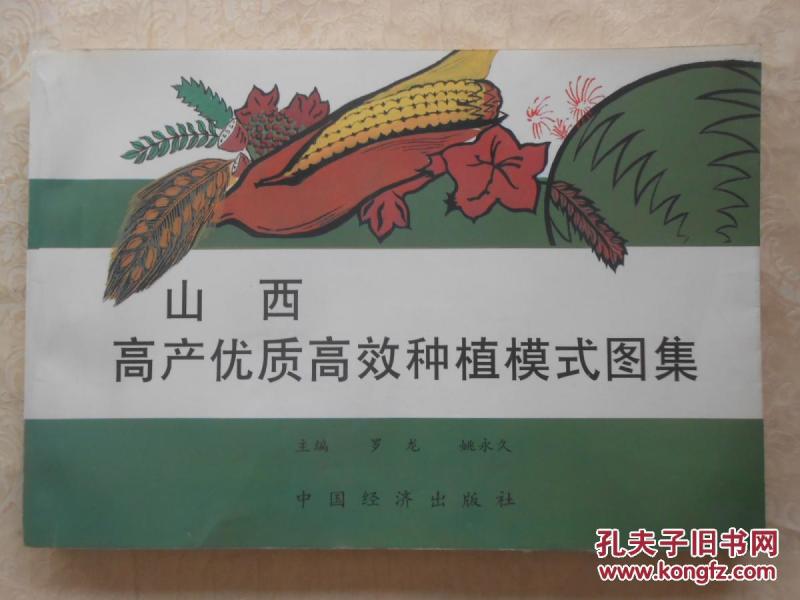 山 西
高产优质高效种植模式图集
主编 罗 龙 姚永久
中国经济出版社
孔夫子旧书网
www.kongfz.com